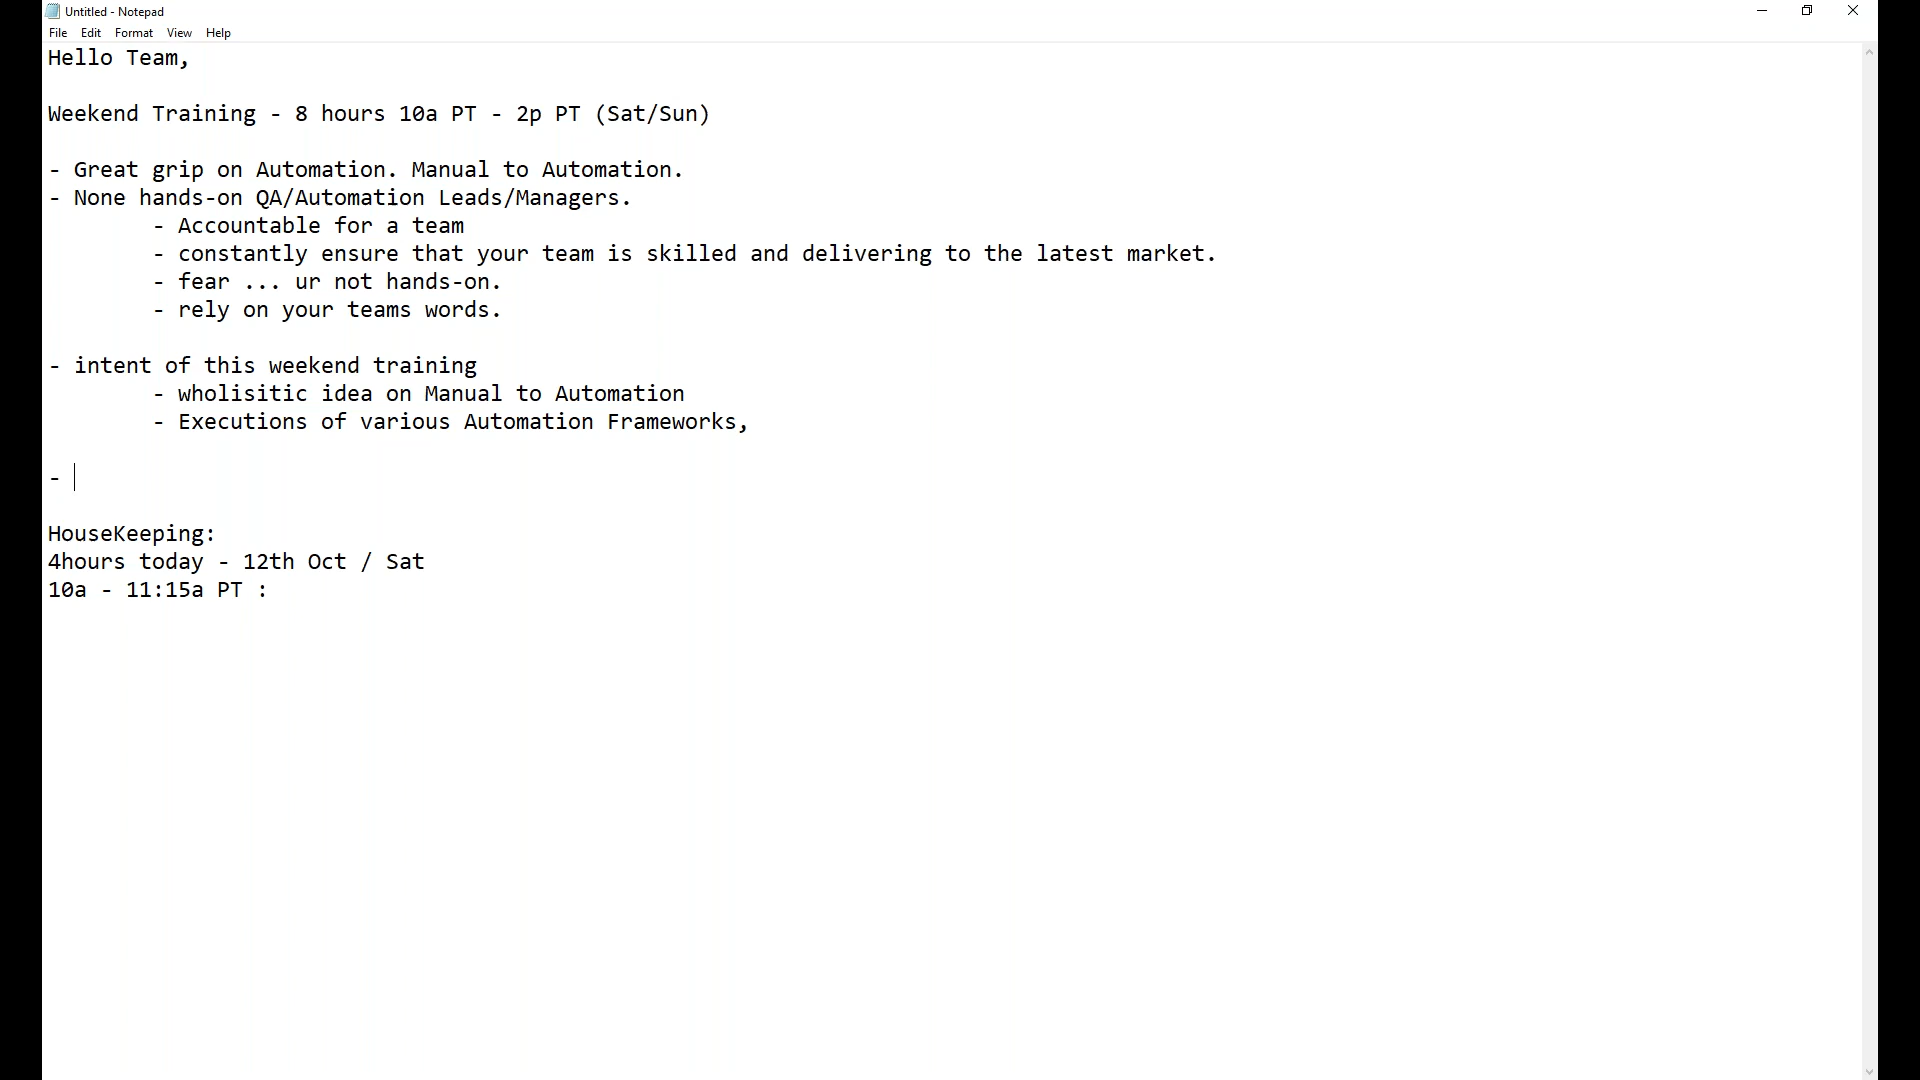 Untitled - Notepad
File Edit Format View Help
Hello Team,
Weekend Training - 8 hours 10a PT - 2p PT (Sat/Sun)
- Great grip on Automation. Manual to Automation.
- None hands-on QA/Automation Leads/Managers.
- Accountable for a team
- constantly ensure that your team is skilled and delivering to the latest market.
- fear ... ur not hands-on.
- rely on your teams words.
- intent of this weekend training
- wholisitic idea on Manual to Automation
- Executions of various Automation Frameworks,
-
HouseKeeping:
4hours today - 12th Oct / Sat
10a - 11:15a PT :